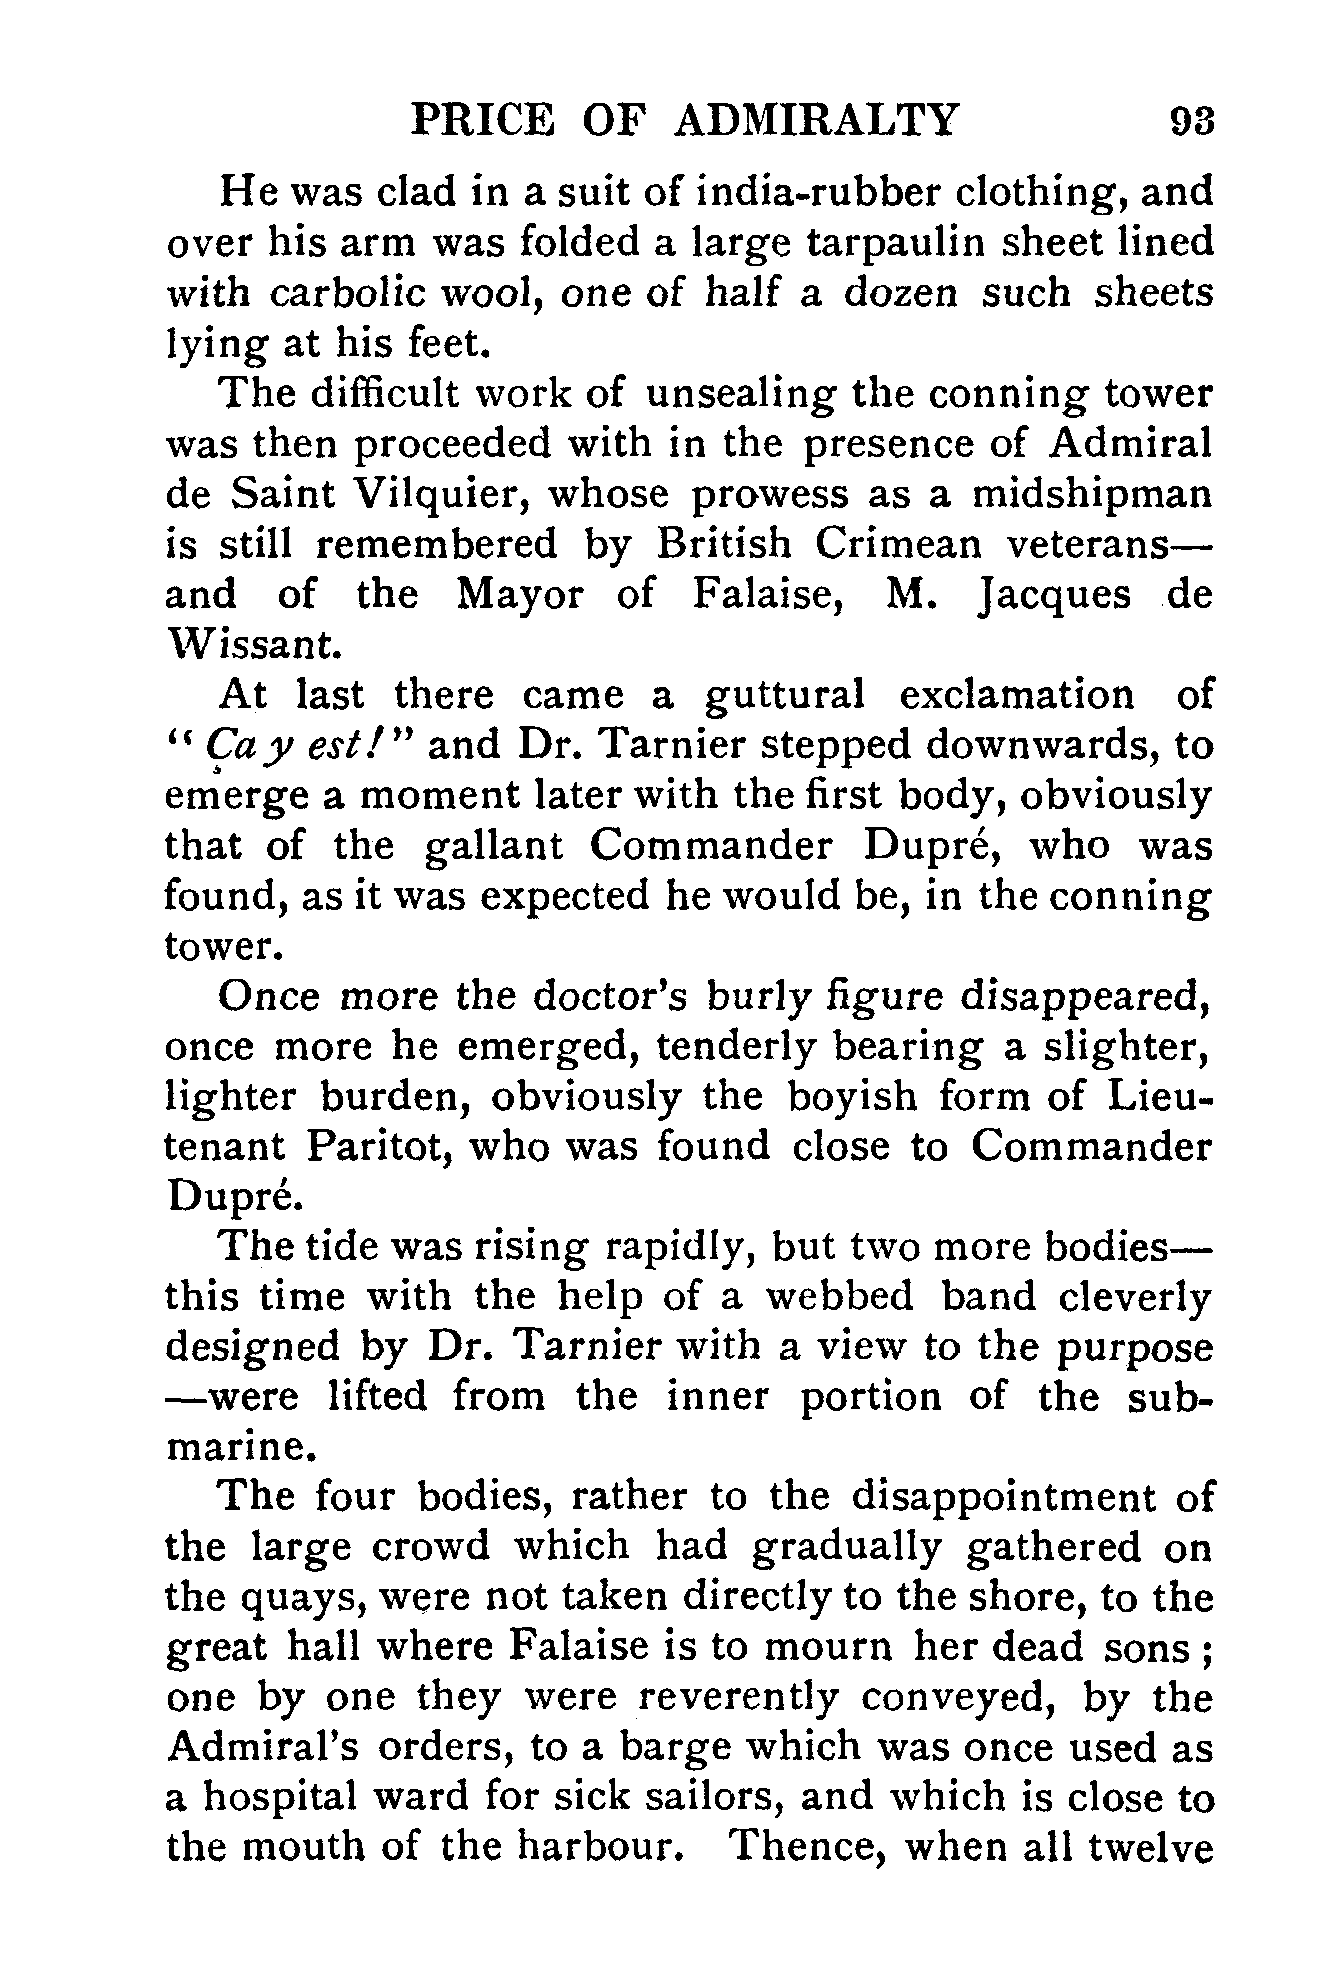 PRICE OF ADMIRALTY 93
He was clad in a suit of india-rubber clothing, and
over his arm was folded a large tarpaulin sheet lined
with carbolic wool, one of half a dozen such sheets
lying at his feet.
The difficult work of unsealing the conning tower
was then proceeded with in the presence of Admiral
de Saint Vilquier, whose prowess as a midshipman
is still remembered by British Crimean veterans—
and of the Mayor of Falaise, M. Jacques de
Wissant.
At last there came a guttural exclamation of
“Ça y est!” and Dr. Tarnier stepped downwards, to
emerge a moment later with the first body, obviously
that of the gallant Commander Dupré, who was
found, as it was expected he would be, in the conning
tower.
Once more the doctor's burly figure disappeared,
once more he emerged, tenderly bearing a slighter,
lighter burden, obviously the boyish form of Lieu-
tenant Paritot, who was found close to Commander
Dupré.
The tide was rising rapidly, but two more bodies—
this time with the help of a webbed band cleverly
designed by Dr. Tarnier with a view to the purpose
—were lifted from the inner portion of the sub-
marine.
The four bodies, rather to the disappointment of
the large crowd which had gradually gathered on
the quays, were not taken directly to the shore, to the
great hall where Falaise is to mourn her dead sons;
one by one they were reverently conveyed, by the
Admiral's orders, to a barge which was once used as
a hospital ward for sick sailors, and which is close to
the mouth of the harbour. Thence, when all twelve